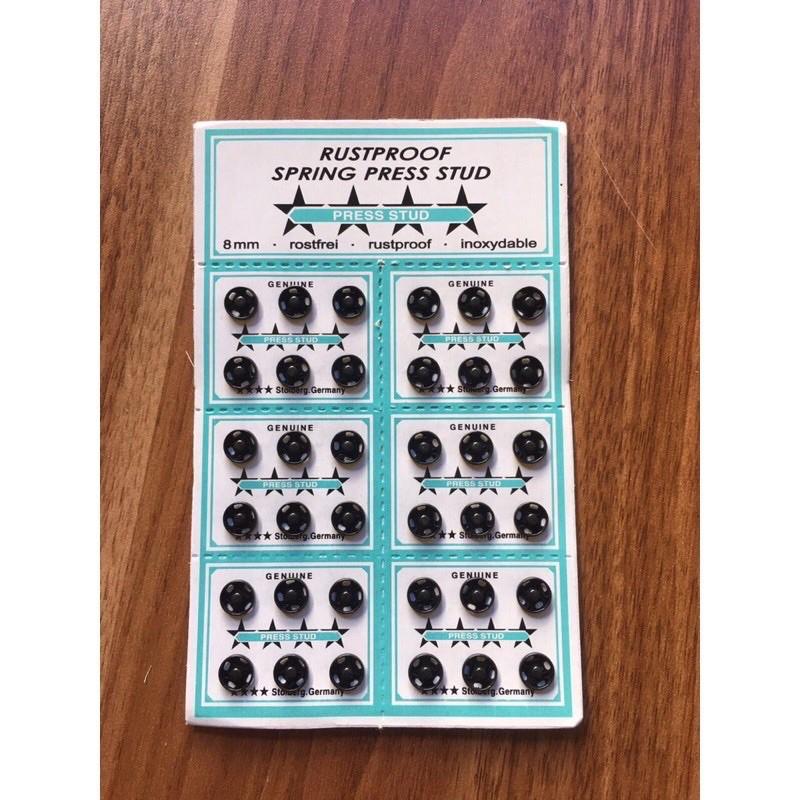 RUSTPROOF
SPRING PRESS STUD
PRESS STUD
8mm · rostfrei · rustproof · inoxydable
GENUINE
PRESS STUD
★★★★ Stolberg.Germany
GENUINE
PRESS STUD
★★★★ Stolberg.Germany
GENUINE
PRESS STUD
★★★★ Stolberg.Germany
GENUINE
PRESS STUD
★★★★ Stolberg.Germany
GENUINE
PRESS STUD
★★★★ Stolberg.Germany
GENUINE
PRESS STUD
★★★★ Stolberg.Germany